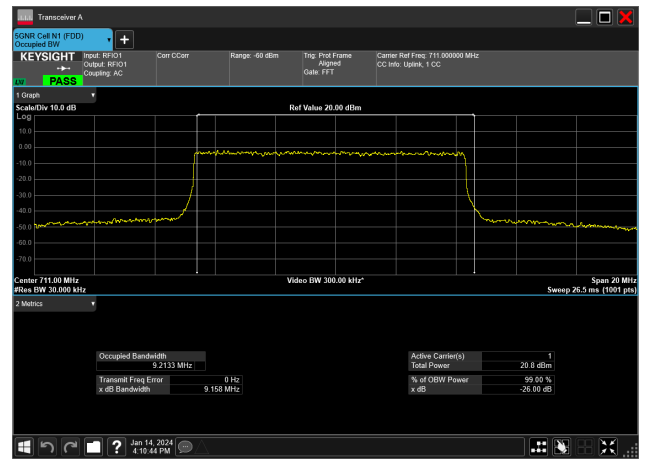 Transceiver A
5GNR Cell N1 (FDD)
Occupied BW
KEYSIGHT
LW PASS
Input: RFIO1
Output: RFIO1
Coupling: AC
Corr CCorr
Range: -60 dBm
Trig: Prot Frame
Aligned
Gate: FFT
Carrier Ref Freq: 711.000000 MHz
CC Info: Uplink, 1 CC
1 Graph
Scale/Div 10.0 dB
Ref Value 20.00 dBm
Log
10.0
0.00
-10.0
-20.0
-30.0
-40.0
-50.0
-60.0
-70.0
Center 711.00 MHz
Video BW 300.00 kHz*
Span 20 MHz
#Res BW 30.000 kHz
Sweep 26.5 ms (1001 pts)
2 Metrics
Occupied Bandwidth
9.2133 MHz
Transmit Freq Error 0 Hz
x dB Bandwidth 9.158 MHz
Active Carrier(s) 1
Total Power 20.8 dBm
% of OBW Power 99.00 %
x dB -26.00 dB
Jan 14, 2024
4:10:44 PM